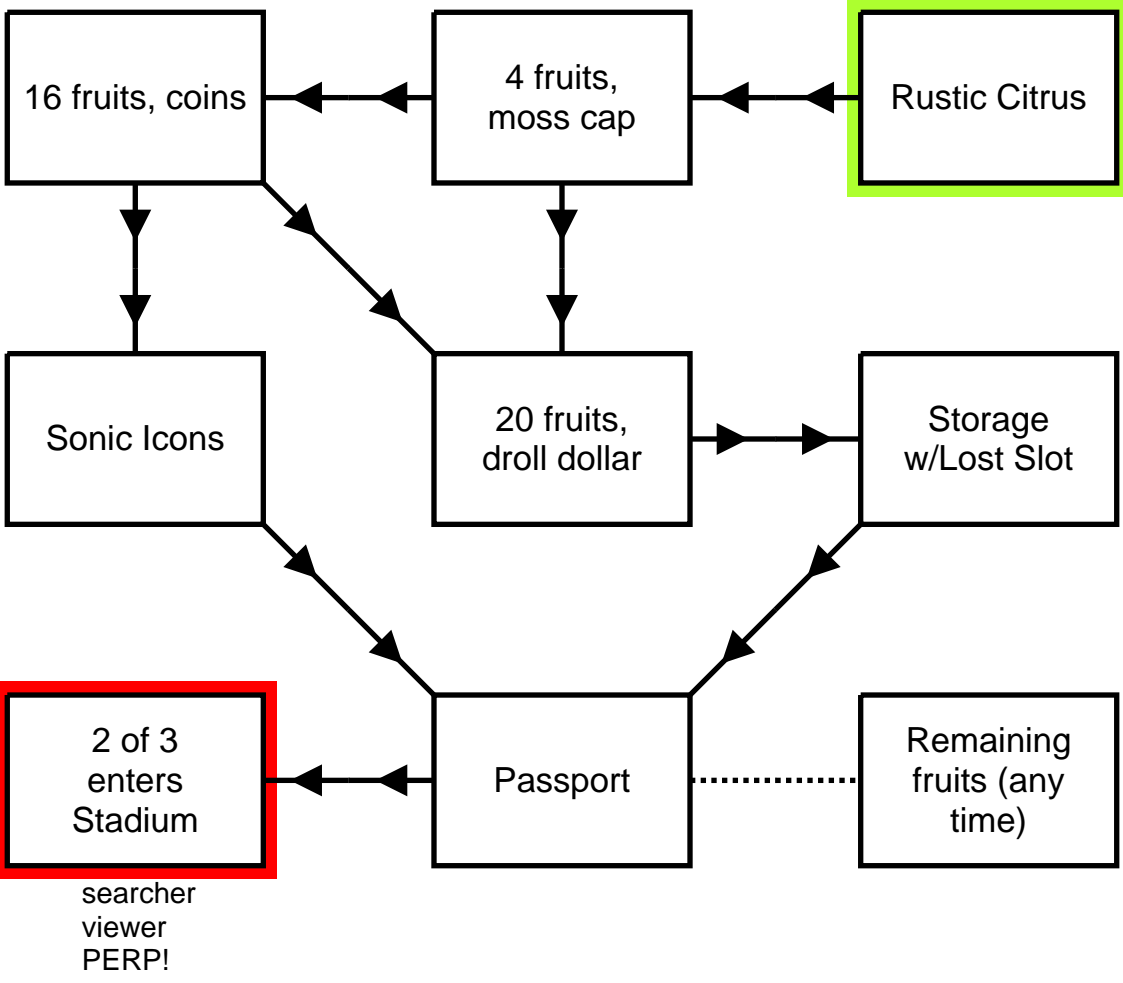 16 fruits, coins
4 fruits,
moss cap
Rustic Citrus
Sonic Icons
20 fruits,
droll dollar
Storage
w/Lost Slot
2 of 3
enters
Stadium
Passport
Remaining
fruits (any
time)
searcher
viewer
PERP!